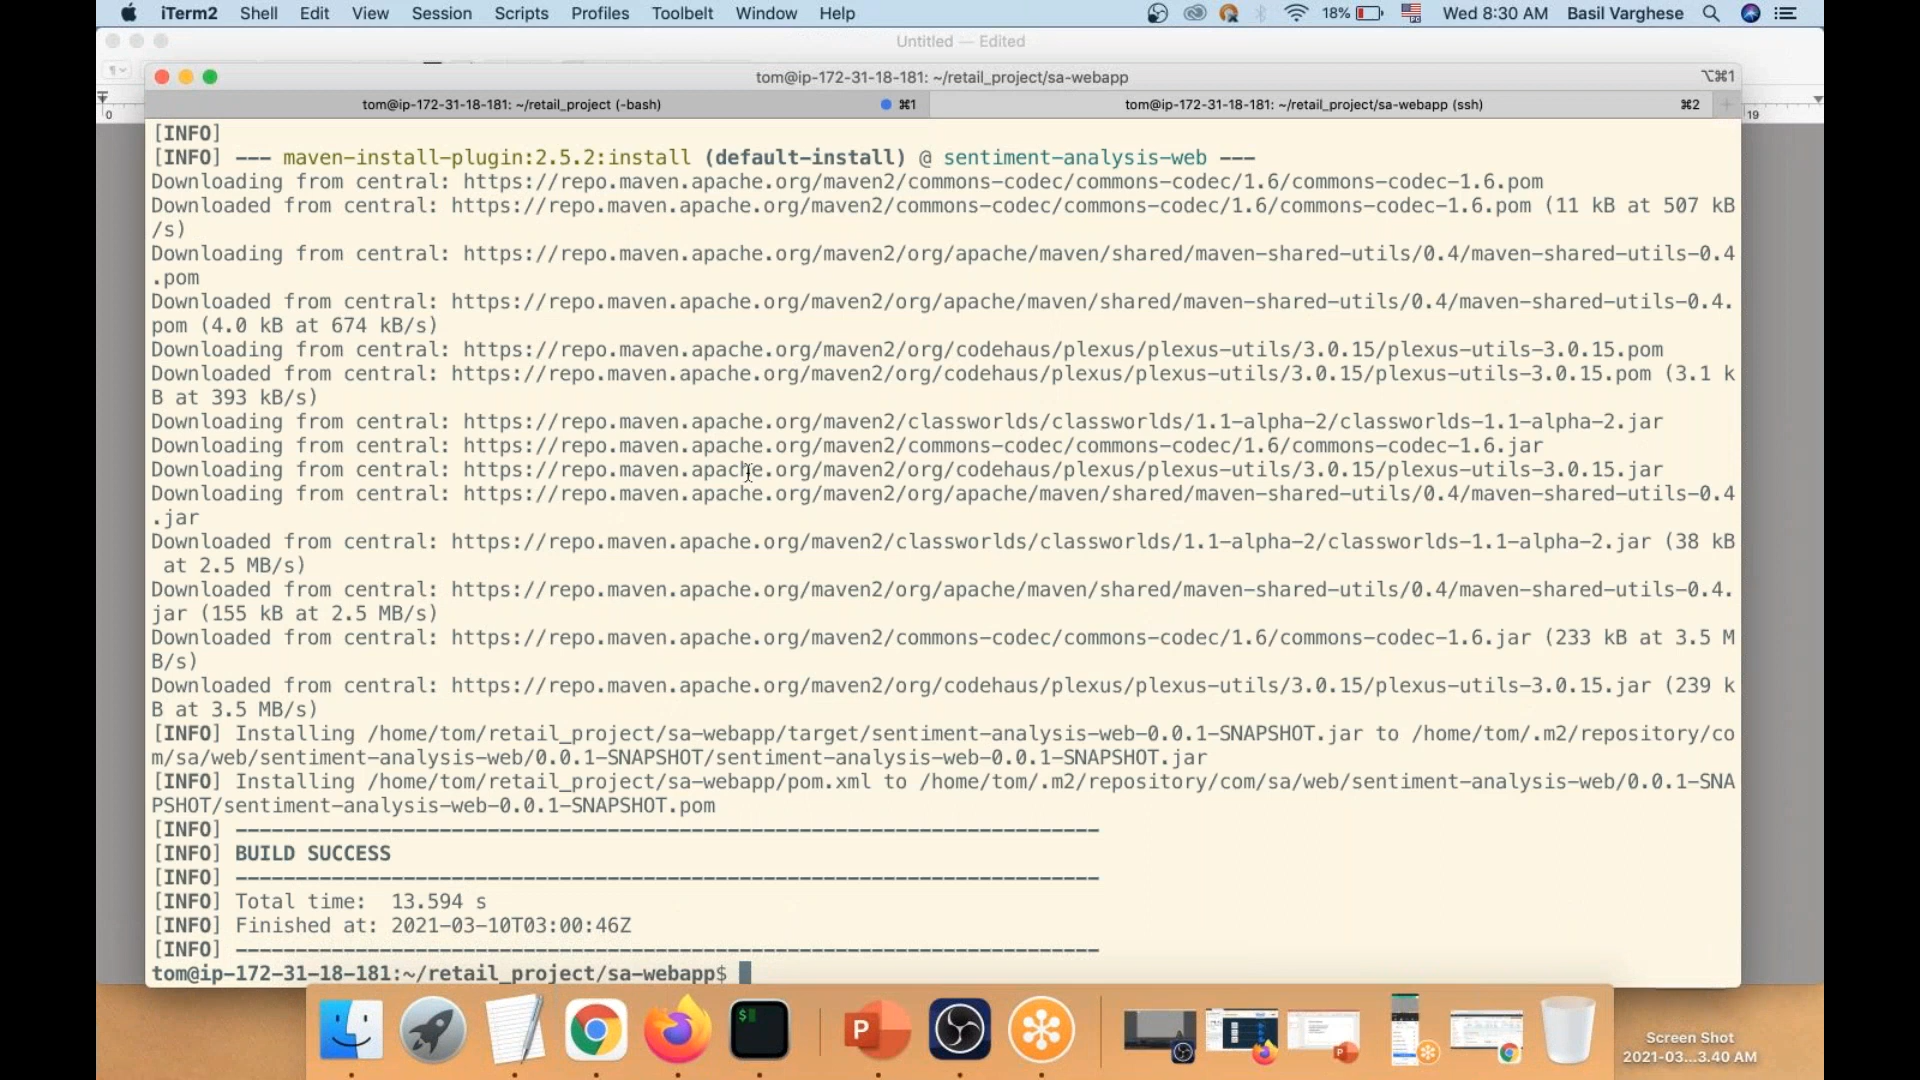 iTerm2 Shell Edit View Session Scripts Profiles Toolbelt Window Help 18% Wed 8:30 AM Basil Varghese
Untitled — Edited
tom@ip-172-31-18-181: ~/retail_project/sa-webapp ⌥⌘1
tom@ip-172-31-18-181: ~/retail_project (-bash) ⌘1 tom@ip-172-31-18-181: ~/retail_project/sa-webapp (ssh) ⌘2
0 19
[INFO]
[INFO] --- maven-install-plugin:2.5.2:install (default-install) @ sentiment-analysis-web ---
Downloading from central: https://repo.maven.apache.org/maven2/commons-codec/commons-codec/1.6/commons-codec-1.6.pom
Downloaded from central: https://repo.maven.apache.org/maven2/commons-codec/commons-codec/1.6/commons-codec-1.6.pom (11 kB at 507 kB
/s)
Downloading from central: https://repo.maven.apache.org/maven2/org/apache/maven/shared/maven-shared-utils/0.4/maven-shared-utils-0.4
.pom
Downloaded from central: https://repo.maven.apache.org/maven2/org/apache/maven/shared/maven-shared-utils/0.4/maven-shared-utils-0.4.
pom (4.0 kB at 674 kB/s)
Downloading from central: https://repo.maven.apache.org/maven2/org/codehaus/plexus/plexus-utils/3.0.15/plexus-utils-3.0.15.pom
Downloaded from central: https://repo.maven.apache.org/maven2/org/codehaus/plexus/plexus-utils/3.0.15/plexus-utils-3.0.15.pom (3.1 k
B at 393 kB/s)
Downloading from central: https://repo.maven.apache.org/maven2/classworlds/classworlds/1.1-alpha-2/classworlds-1.1-alpha-2.jar
Downloading from central: https://repo.maven.apache.org/maven2/commons-codec/commons-codec/1.6/commons-codec-1.6.jar
Downloading from central: https://repo.maven.apache.org/maven2/org/codehaus/plexus/plexus-utils/3.0.15/plexus-utils-3.0.15.jar
Downloading from central: https://repo.maven.apache.org/maven2/org/apache/maven/shared/maven-shared-utils/0.4/maven-shared-utils-0.4
.jar
Downloaded from central: https://repo.maven.apache.org/maven2/classworlds/classworlds/1.1-alpha-2/classworlds-1.1-alpha-2.jar (38 kB
at 2.5 MB/s)
Downloaded from central: https://repo.maven.apache.org/maven2/org/apache/maven/shared/maven-shared-utils/0.4/maven-shared-utils-0.4.
jar (155 kB at 2.5 MB/s)
Downloaded from central: https://repo.maven.apache.org/maven2/commons-codec/commons-codec/1.6/commons-codec-1.6.jar (233 kB at 3.5 M
B/s)
Downloaded from central: https://repo.maven.apache.org/maven2/org/codehaus/plexus/plexus-utils/3.0.15/plexus-utils-3.0.15.jar (239 k
B at 3.5 MB/s)
[INFO] Installing /home/tom/retail_project/sa-webapp/target/sentiment-analysis-web-0.0.1-SNAPSHOT.jar to /home/tom/.m2/repository/co
m/sa/web/sentiment-analysis-web/0.0.1-SNAPSHOT/sentiment-analysis-web-0.0.1-SNAPSHOT.jar
[INFO] Installing /home/tom/retail_project/sa-webapp/pom.xml to /home/tom/.m2/repository/com/sa/web/sentiment-analysis-web/0.0.1-SNA
PSHOT/sentiment-analysis-web-0.0.1-SNAPSHOT.pom
[INFO] ------------------------------------------------------------------------
[INFO] BUILD SUCCESS
[INFO] ------------------------------------------------------------------------
[INFO] Total time:  13.594 s
[INFO] Finished at: 2021-03-10T03:00:46Z
[INFO] ------------------------------------------------------------------------
tom@ip-172-31-18-181:~/retail_project/sa-webapp$
$
P
Screen Shot
2021-03...3.40 AM